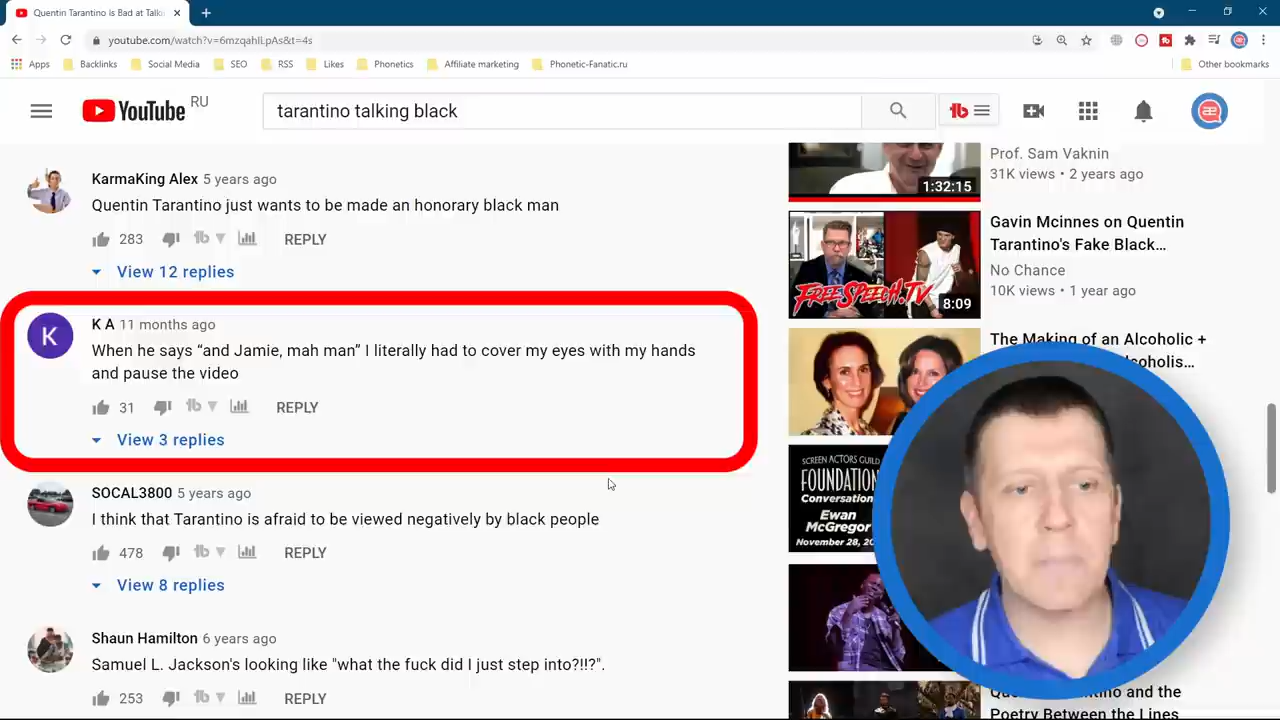 Quentin Tarantino is Bad at Talk
youtube.com/watch?v=6mzqahlLpAs&t=4s
Apps
Backlinks
Social Media
SEO
RSS
Likes
Phonetics
Affiliate marketing
Phonetic-Fanatic.ru
Other bookmarks
YouTube RU
tarantino talking black
tb
æ
KarmaKing Alex 5 years ago
Quentin Tarantino just wants to be made an honorary black man
283 REPLY
View 12 replies
K
K A 11 months ago
When he says “and Jamie, mah man” I literally had to cover my eyes with my hands
and pause the video
31 REPLY
View 3 replies
SOCAL3800 5 years ago
I think that Tarantino is afraid to be viewed negatively by black people
478 REPLY
View 8 replies
Shaun Hamilton 6 years ago
Samuel L. Jackson's looking like "what the fuck did I just step into?!!?".
253 REPLY
1:32:15
Prof. Sam Vaknin
31K views • 2 years ago
FREESPEECH.TV
8:09
Gavin Mcinnes on Quentin
Tarantino's Fake Black...
No Chance
10K views • 1 year ago
The Making of an Alcoholic +
SCREEN ACTORS GUILD
FOUNDATION
Conversation
Ewan
McGregor
November 28, 20
and the
Poetry Between the Lines